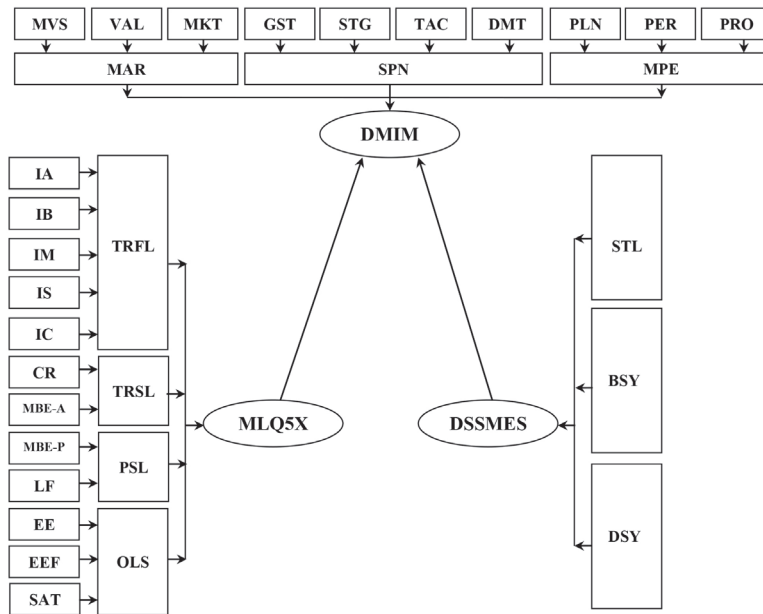 MVS VAL MKT GST STG TAC DMT PLN PER PRO
MAR SPN MPE
DMIM
IA
IB
IM
IS
IC
TRFL
CR
MBE-A
TRSL
MBE-P
LF
PSL
EE
EEF
SAT
OLS
MLQ5X
DSSMES
STL
BSY
DSY